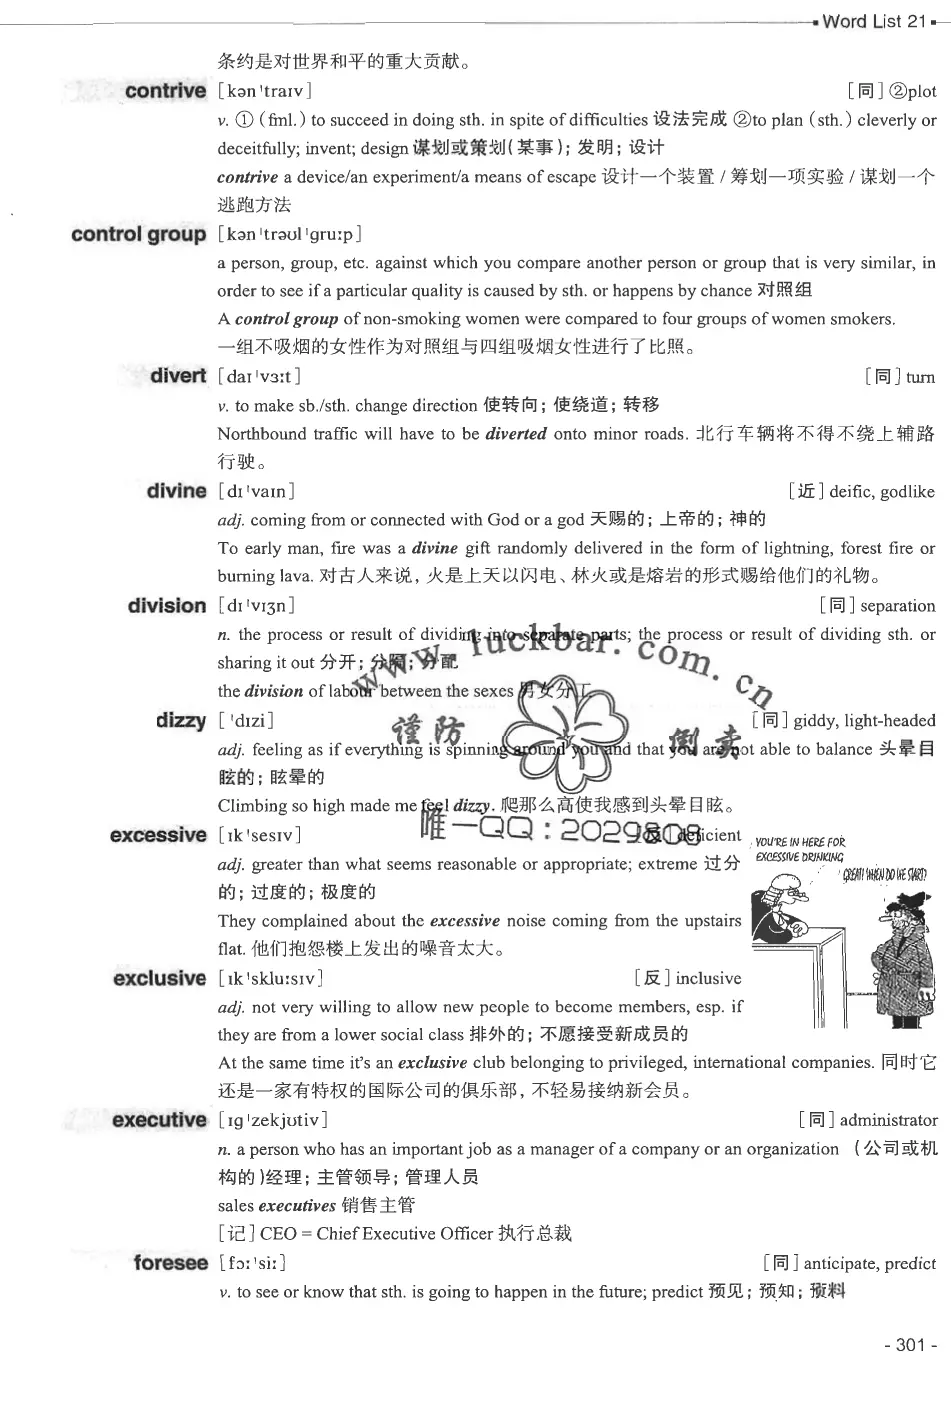 Word List 21
条约是对世界和平的重大贡献。
contrive [kən'traɪv] [同]②plot
v. ①(fml.) to succeed in doing sth. in spite of difficulties 设法完成 ②to plan (sth.) cleverly or
deceitfully; invent; design 谋划或策划(某事); 发明; 设计
contrive a device/an experiment/a means of escape 设计一个装置 / 筹划一项实验 / 谋划一个
逃跑方法
control group [kən'trəʊl 'gruːp]
a person, group, etc. against which you compare another person or group that is very similar, in
order to see if a particular quality is caused by sth. or happens by chance 对照组
A control group of non-smoking women were compared to four groups of women smokers.
一组不吸烟的女性作为对照组与四组吸烟女性进行了比照。
divert [daɪ'vɜːt] [同] turn
v. to make sb./sth. change direction 使转向; 使绕道; 转移
Northbound traffic will have to be diverted onto minor roads. 北行车辆将不得不绕上辅路
行驶。
divine [dɪ'vaɪn] [近] deific, godlike
adj. coming from or connected with God or a god 天赐的; 上帝的; 神的
To early man, fire was a divine gift randomly delivered in the form of lightning, forest fire or
burning lava. 对古人来说, 火是上天以闪电、林火或是熔岩的形式赐给他们的礼物。
division [dɪ'vɪʒn] [同] separation
n. the process or result of dividing into separate parts; the process or result of dividing sth. or
sharing it out 分开; 分隔; 分配
the division of labour between the sexes 男女分工
www.luckbar.com.cn
dizzy ['dɪzi] [同] giddy, light-headed
谨防 倒卖
adj. feeling as if everything is spinning around you and that you are not able to balance 头晕目
眩的; 眩晕的
Climbing so high made me feel dizzy. 爬那么高使我感到头晕目眩。
唯一QQ:2029808
excessive [ɪk'sesɪv] [反] deficient
adj. greater than what seems reasonable or appropriate; extreme 过分
的; 过度的; 极度的
They complained about the excessive noise coming from the upstairs
flat. 他们抱怨楼上发出的噪音太大。
YOU'RE IN HERE FOR
EXCESSIVE DRINKING
GREAT! WHEN DO WE START?
exclusive [ɪk'skluːsɪv] [反] inclusive
adj. not very willing to allow new people to become members, esp. if
they are from a lower social class 排外的; 不愿接受新成员的
At the same time it's an exclusive club belonging to privileged, international companies. 同时它
还是一家有特权的国际公司的俱乐部, 不轻易接纳新会员。
executive [ɪg'zekjʊtiv] [同] administrator
n. a person who has an important job as a manager of a company or an organization (公司或机
构的)经理; 主管领导; 管理人员
sales executives 销售主管
[记] CEO = Chief Executive Officer 执行总裁
foresee [fɔː'siː] [同] anticipate, predict
v. to see or know that sth. is going to happen in the future; predict 预见; 预知; 预料
- 301 -